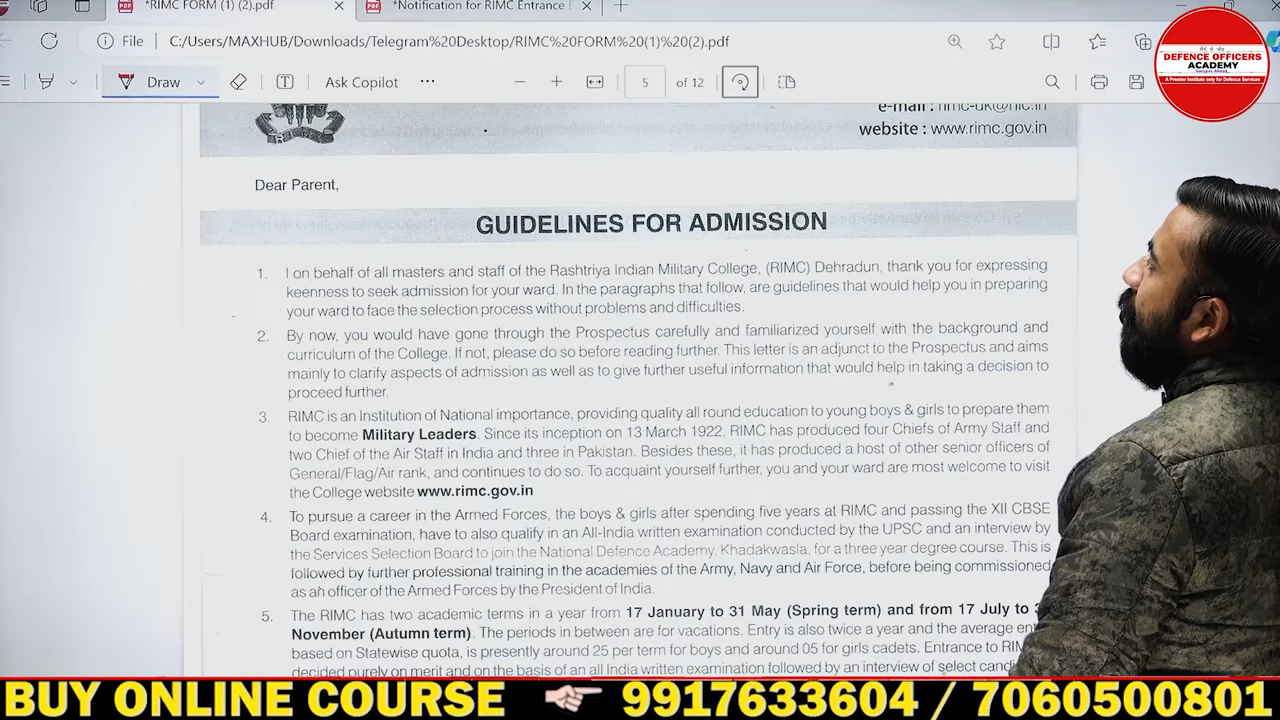 *RIMC FORM (1) (2).pdf
*Notification for RIMC Entrance
File
C:/Users/MAXHUB/Downloads/Telegram%20Desktop/RIMC%20FORM%20(1)%20(2).pdf
Draw
Ask Copilot
5 of 12
DEFENCE OFFICERS
ACADEMY
A Premier Institute only for Defence Services
e-mail : rimc-uk@nic.in
website : www.rimc.gov.in
Dear Parent,
GUIDELINES FOR ADMISSION
1. I on behalf of all masters and staff of the Rashtriya Indian Military College, (RIMC) Dehradun, thank you for expressing
keenness to seek admission for your ward. In the paragraphs that follow, are guidelines that would help you in preparing
your ward to face the selection process without problems and difficulties.
2. By now, you would have gone through the Prospectus carefully and familiarized yourself with the background and
curriculum of the College. If not, please do so before reading further. This letter is an adjunct to the Prospectus and aims
mainly to clarify aspects of admission as well as to give further useful information that would help in taking a decision to
proceed further.
3. RIMC is an Institution of National importance, providing quality all round education to young boys & girls to prepare them
to become Military Leaders. Since its inception on 13 March 1922, RIMC has produced four Chiefs of Army Staff and
two Chief of the Air Staff in India and three in Pakistan. Besides these, it has produced a host of other senior officers of
General/Flag/Air rank, and continues to do so. To acquaint yourself further, you and your ward are most welcome to visit
the College website www.rimc.gov.in
4. To pursue a career in the Armed Forces, the boys & girls after spending five years at RIMC and passing the XII CBSE
Board examination, have to also qualify in an All-India written examination conducted by the UPSC and an interview by
the Services Selection Board to join the National Defence Academy, Khadakwasla, for a three year degree course. This is
followed by further professional training in the academies of the Army, Navy and Air Force, before being commissioned
as an officer of the Armed Forces by the President of India.
5. The RIMC has two academic terms in a year from 17 January to 31 May (Spring term) and from 17 July to
November (Autumn term). The periods in between are for vacations. Entry is also twice a year and the average
based on Statewise quota, is presently around 25 per term for boys and around 05 for girls cadets. Entrance to
decided purely on merit and on the basis of an all India written examination followed by an interview of select
BUY ONLINE COURSE 9917633604 / 7060500801